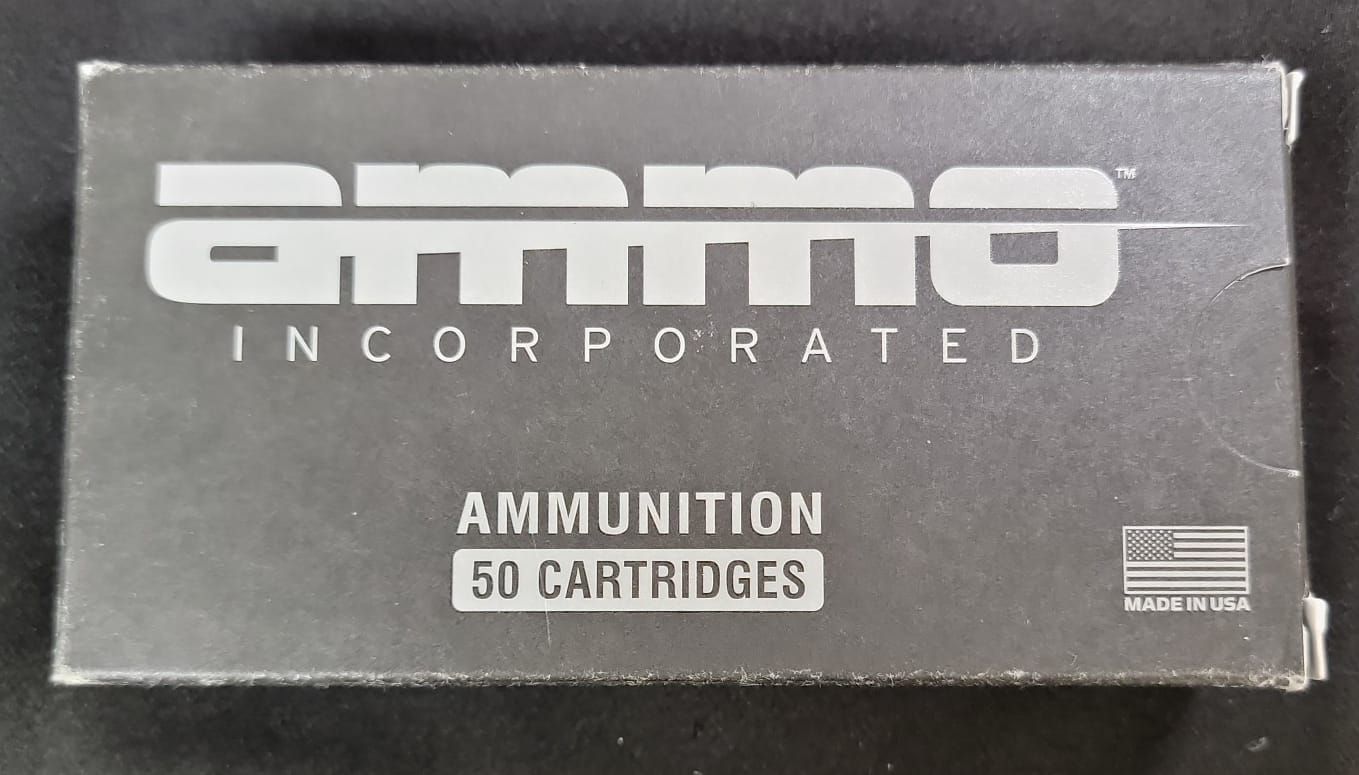 ammo™
INCORPORATED
AMMUNITION
50 CARTRIDGES
MADE IN USA